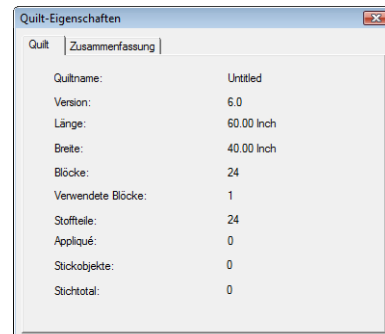 Quilt-Eigenschaften
Quilt Zusammenfassung
Quiltname: Untitled
Version: 6.0
Länge: 60.00 Inch
Breite: 40.00 Inch
Blöcke: 24
Verwendete Blöcke: 1
Stoffteile: 24
Appliqué: 0
Stickobjekte: 0
Stichtotal: 0